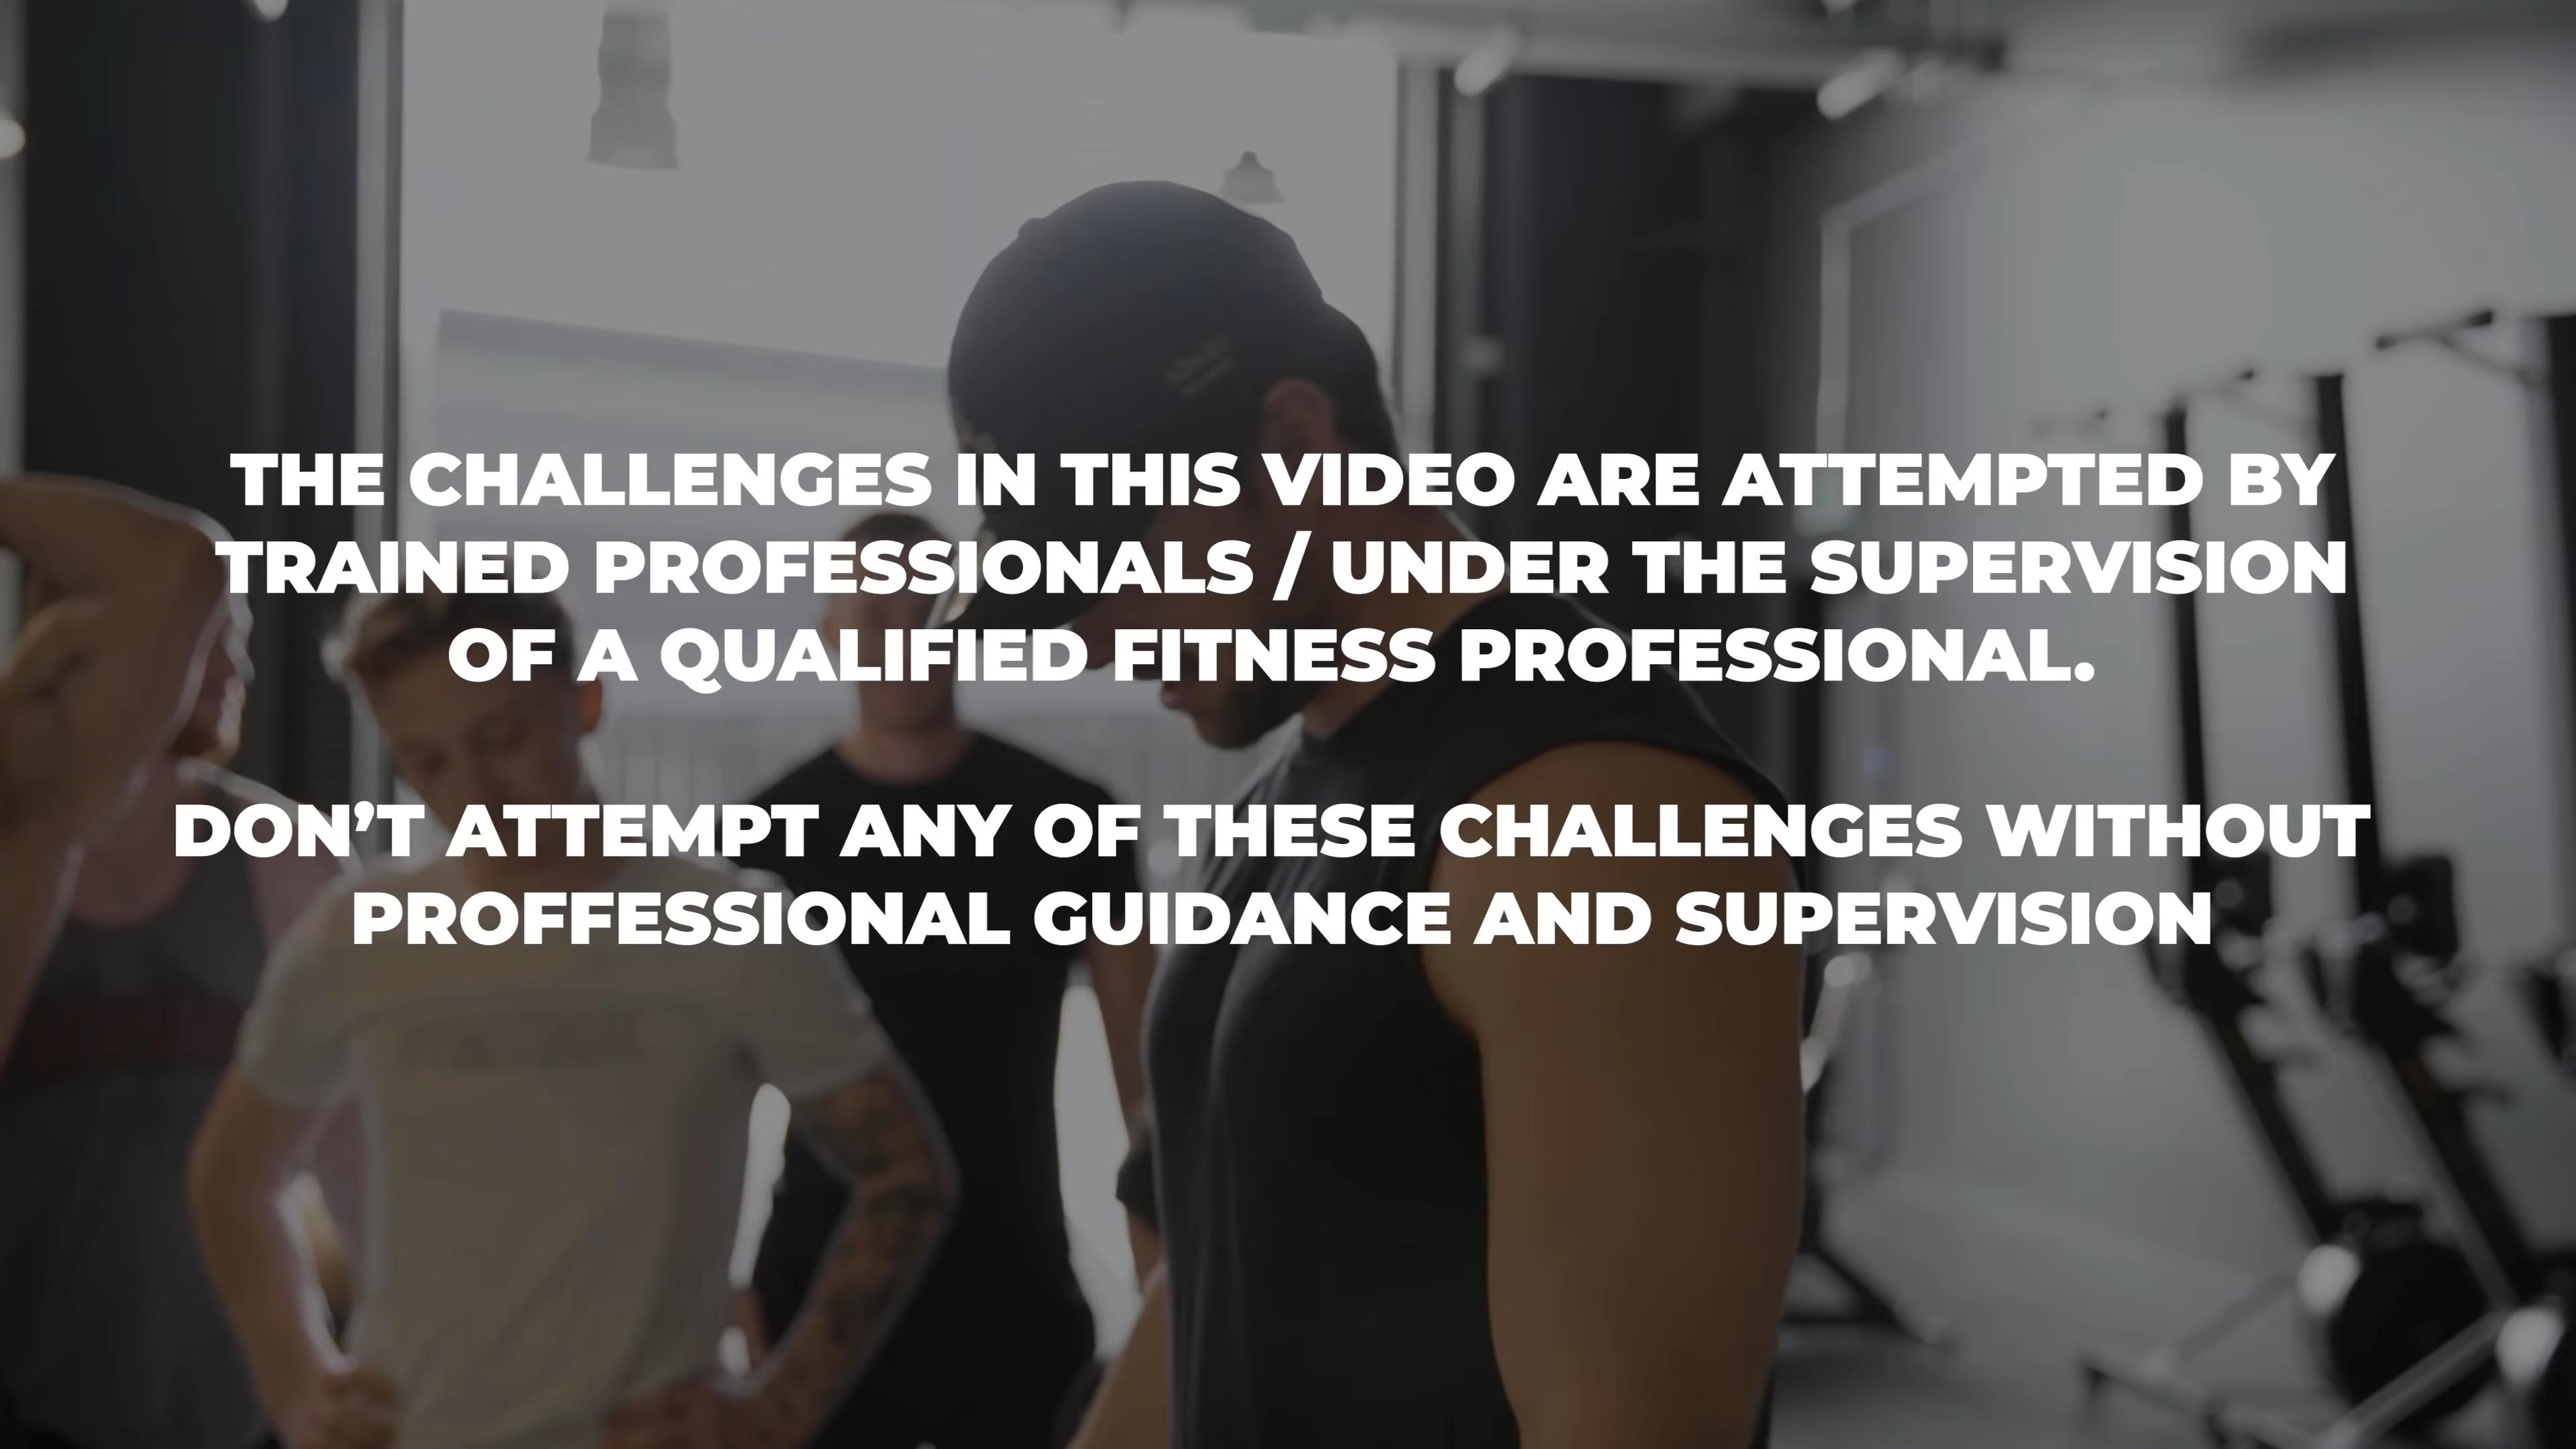 THE CHALLENGES IN THIS VIDEO ARE ATTEMPTED BY
TRAINED PROFESSIONALS / UNDER THE SUPERVISION
OF A QUALIFIED FITNESS PROFESSIONAL.
DON’T ATTEMPT ANY OF THESE CHALLENGES WITHOUT
PROFFESSIONAL GUIDANCE AND SUPERVISION